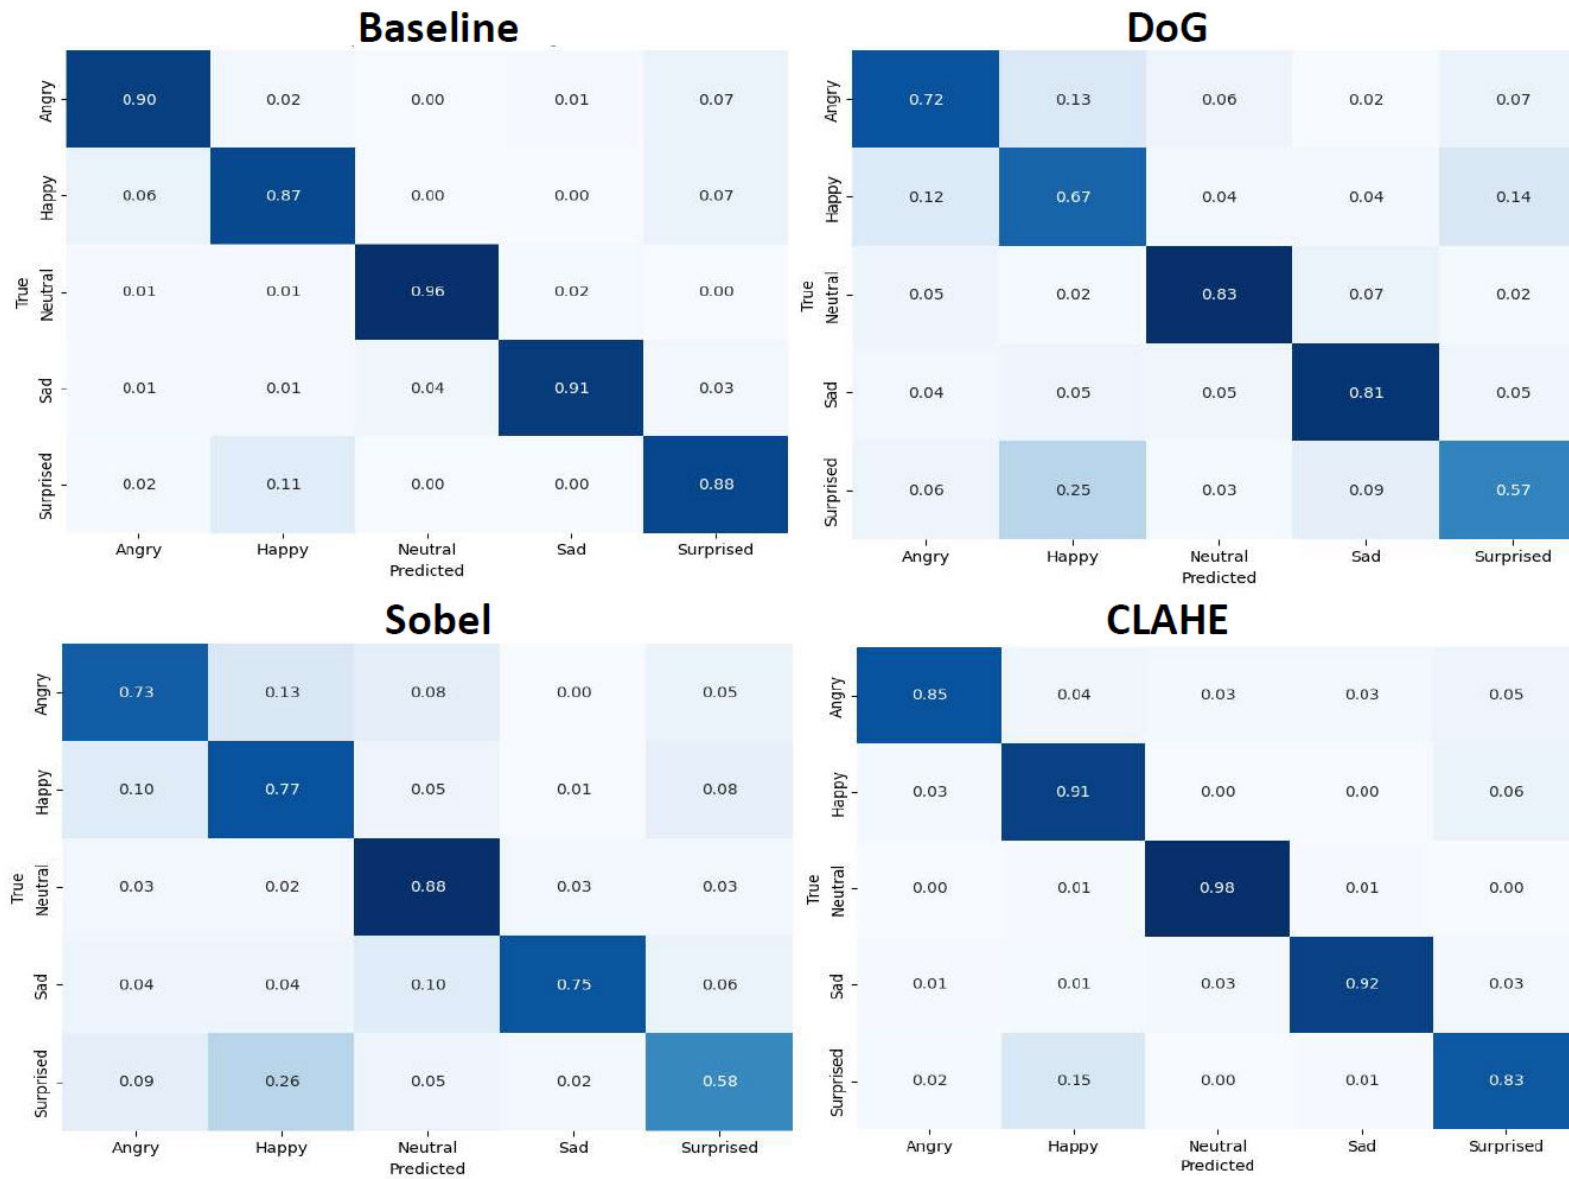 Baseline
Angry 0.90 0.02 0.00 0.01 0.07
Happy 0.06 0.87 0.00 0.00 0.07
True
Neutral 0.01 0.01 0.96 0.02 0.00
Sad 0.01 0.01 0.04 0.91 0.03
Surprised 0.02 0.11 0.00 0.00 0.88
Angry Happy Neutral Sad Surprised
Predicted
DoG
Angry 0.72 0.13 0.06 0.02 0.07
Happy 0.12 0.67 0.04 0.04 0.14
True
Neutral 0.05 0.02 0.83 0.07 0.02
Sad 0.04 0.05 0.05 0.81 0.05
Surprised 0.06 0.25 0.03 0.09 0.57
Angry Happy Neutral Sad Surprised
Predicted
Sobel
Angry 0.73 0.13 0.08 0.00 0.05
Happy 0.10 0.77 0.05 0.01 0.08
True
Neutral 0.03 0.02 0.88 0.03 0.03
Sad 0.04 0.04 0.10 0.75 0.06
Surprised 0.09 0.26 0.05 0.02 0.58
Angry Happy Neutral Sad Surprised
Predicted
CLAHE
Angry 0.85 0.04 0.03 0.03 0.05
Happy 0.03 0.91 0.00 0.00 0.06
True
Neutral 0.00 0.01 0.98 0.01 0.00
Sad 0.01 0.01 0.03 0.92 0.03
Surprised 0.02 0.15 0.00 0.01 0.83
Angry Happy Neutral Sad Surprised
Predicted